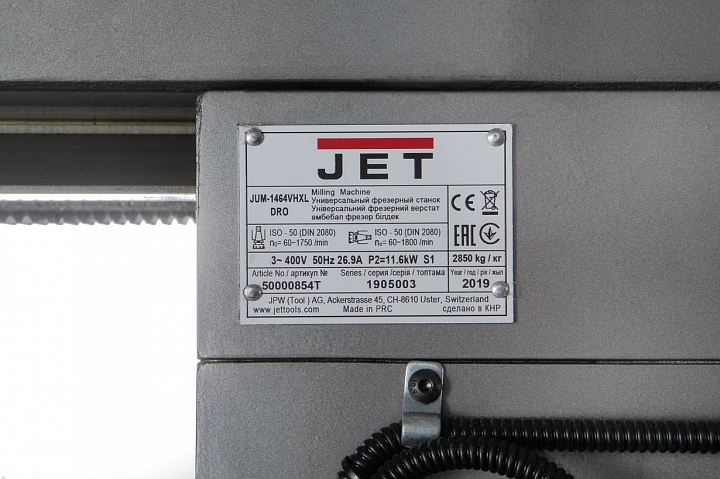 JET
JUM-1464VHXL
DRO
Milling Machine
Универсальный фрезерный станок
Універсальний фрезерний верстат
әмбебап фрезер білдек
CE
ISO - 50 (DIN 2080)
n₀= 60~1750 /min
ISO - 50 (DIN 2080)
n₀= 60~1800 /min
EAC
3~ 400V 50Hz 26.9A P2=11.6kW S1
2850 kg / кг
Article No./ артикул №
50000854T
Series / серия /серія / топтама
1905003
Year / год / рік / жыл
2019
JPW (Tool ) AG, Ackerstrasse 45, CH-8610 Uster, Switzerland
www.jettools.com Made in PRC сделано в КНР